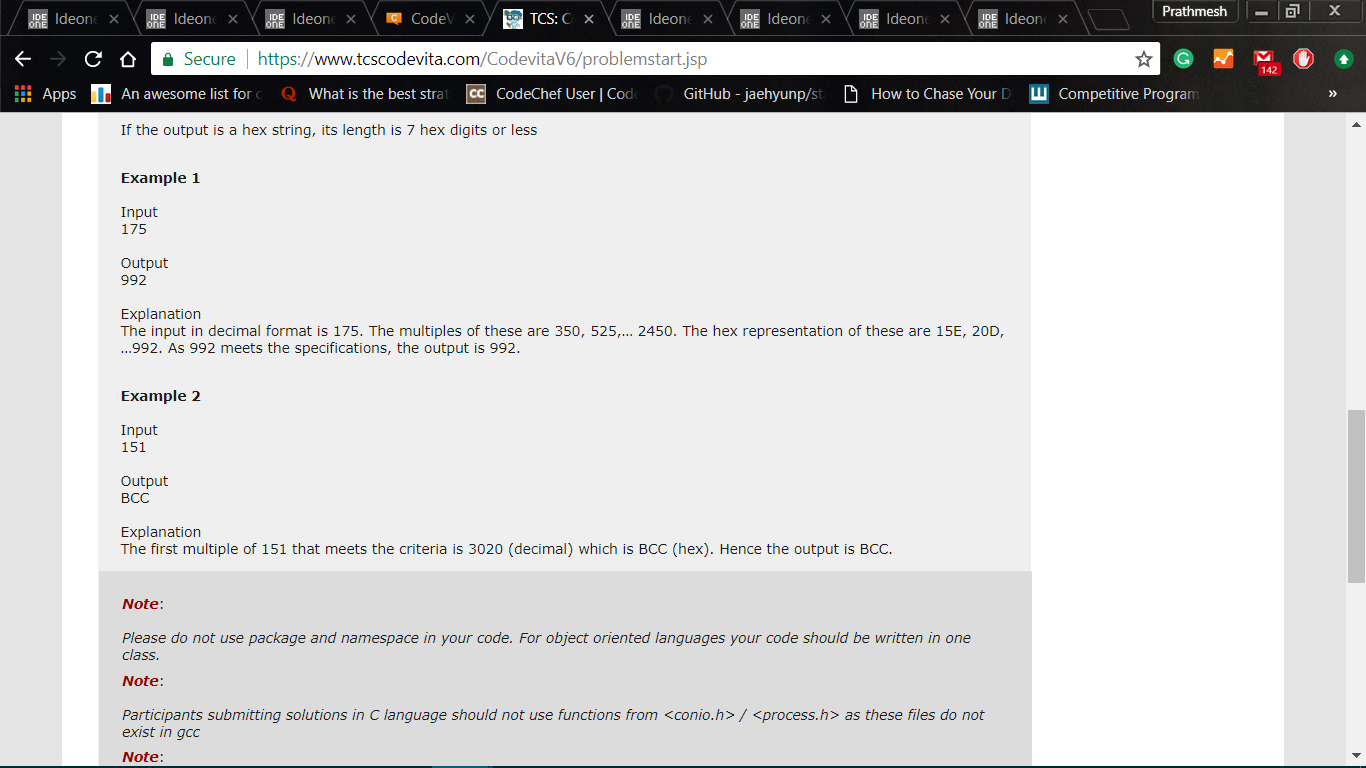 Ideone
Ideone
Ideone
CodeV
TCS: Co
Ideone
Ideone
Ideone
Ideone
Prathmesh
Secure
https://www.tcscodevita.com/CodevitaV6/problemstart.jsp
142
Apps
An awesome list for c
What is the best strat
CC CodeChef User | Code
GitHub - jaehyunp/st
How to Chase Your D
Competitive Program
»
If the output is a hex string, its length is 7 hex digits or less
Example 1
Input
175
Output
992
Explanation
The input in decimal format is 175. The multiples of these are 350, 525,... 2450. The hex representation of these are 15E, 20D,
...992. As 992 meets the specifications, the output is 992.
Example 2
Input
151
Output
BCC
Explanation
The first multiple of 151 that meets the criteria is 3020 (decimal) which is BCC (hex). Hence the output is BCC.
Note:
Please do not use package and namespace in your code. For object oriented languages your code should be written in one
class.
Note:
Participants submitting solutions in C language should not use functions from <conio.h> / <process.h> as these files do not
exist in gcc
Note: